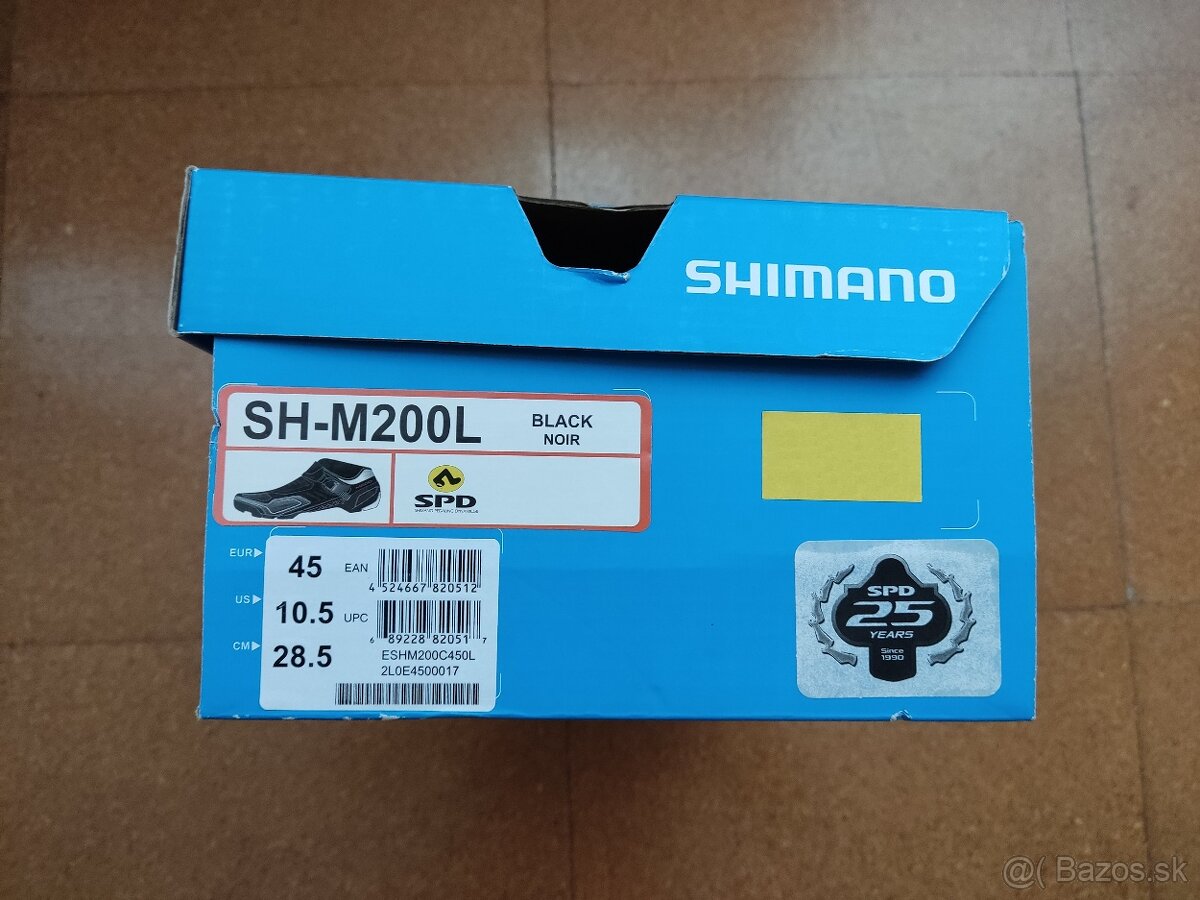 SHIMANO
SH-M200L
BLACK
NOIR
SPD
EUR
45
EAN
4 524667 820512
US
10.5
UPC
6 89228 82051 7
CM
28.5
ESHM200C450L
2L0E4500017
SPD
25
YEARS
Since
1990
@( Bazos.sk